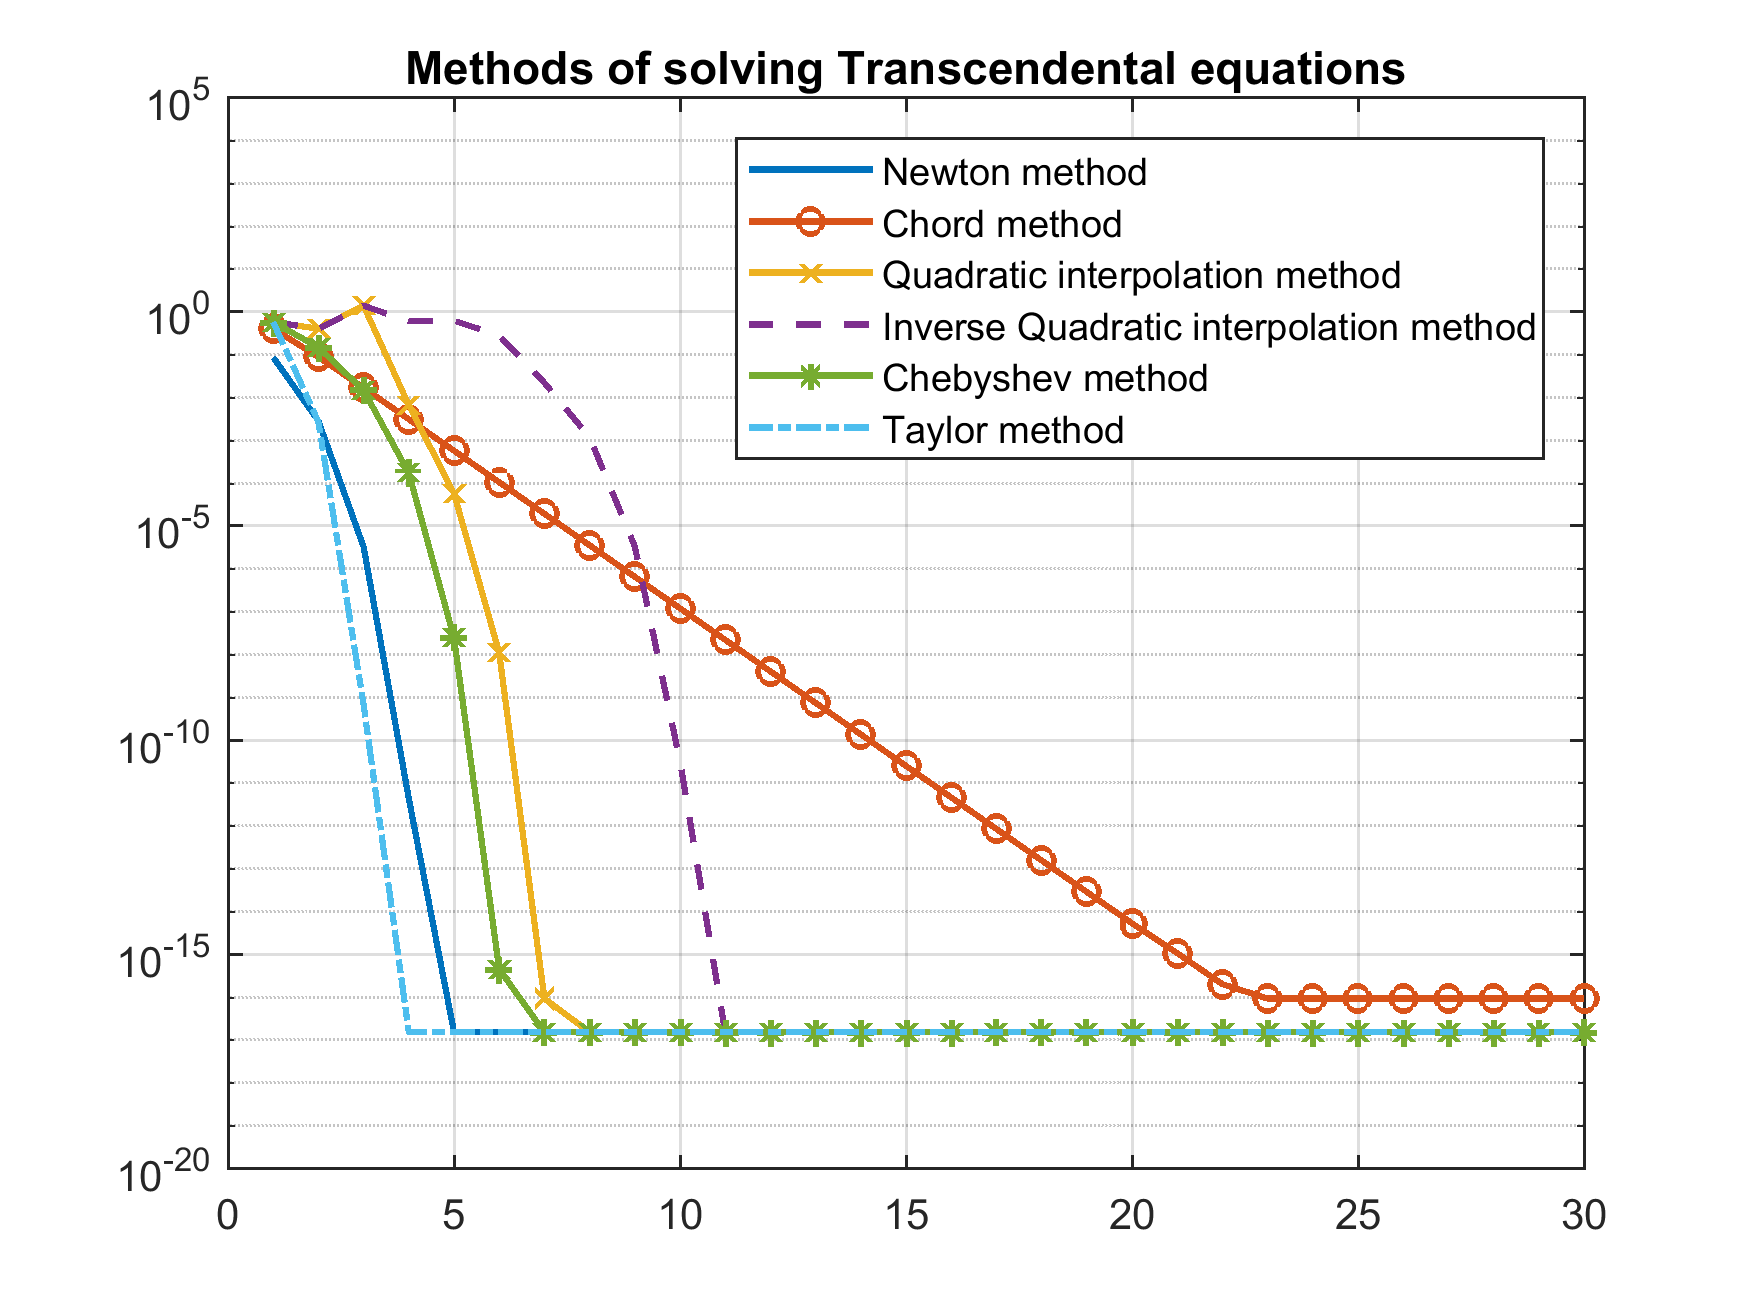 Methods of solving Transcendental equations
10^5
10^0
10^-5
10^-10
10^-15
10^-20
Newton method
Chord method
Quadratic interpolation method
Inverse Quadratic interpolation method
Chebyshev method
Taylor method
0 5 10 15 20 25 30